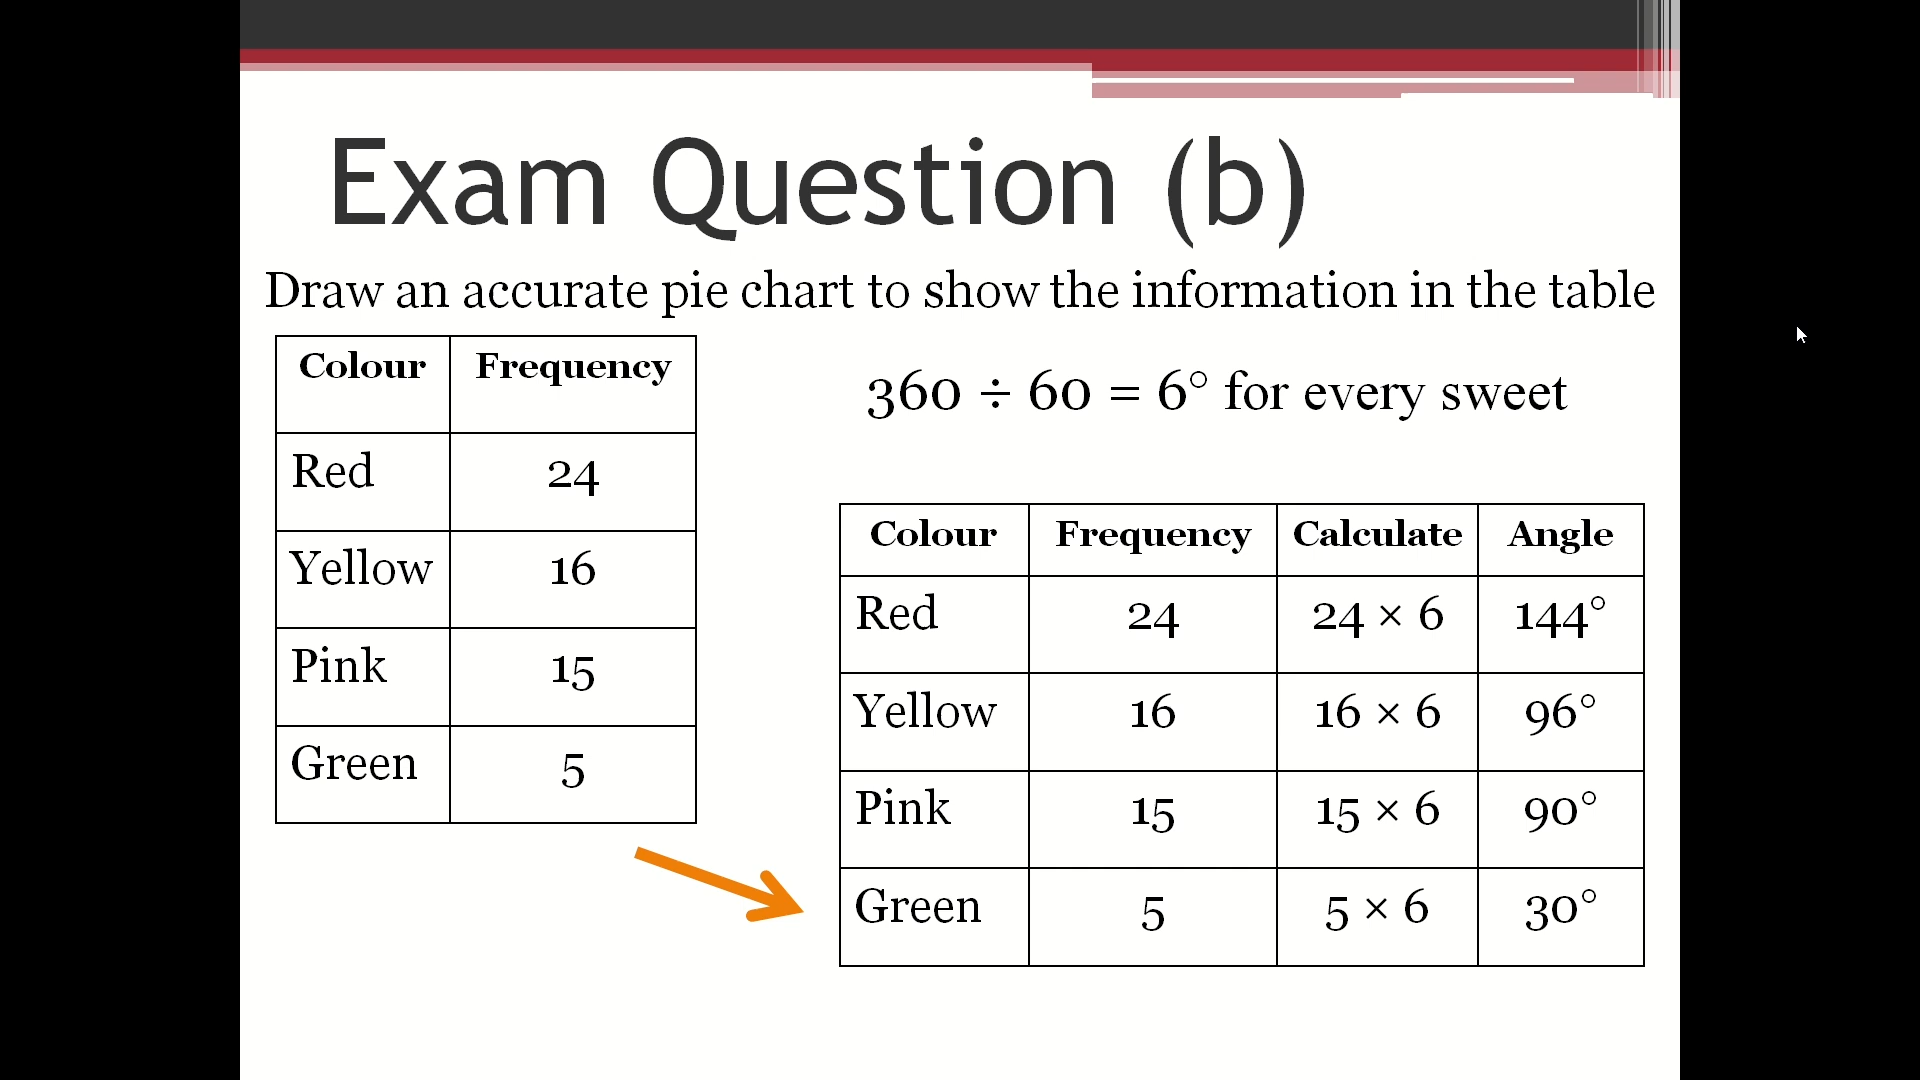 Exam Question (b)
Draw an accurate pie chart to show the information in the table
Colour Frequency
Red 24
Yellow 16
Pink 15
Green 5
360 ÷ 60 = 6° for every sweet
Colour Frequency Calculate Angle
Red 24 24 × 6 144°
Yellow 16 16 × 6 96°
Pink 15 15 × 6 90°
Green 5 5 × 6 30°